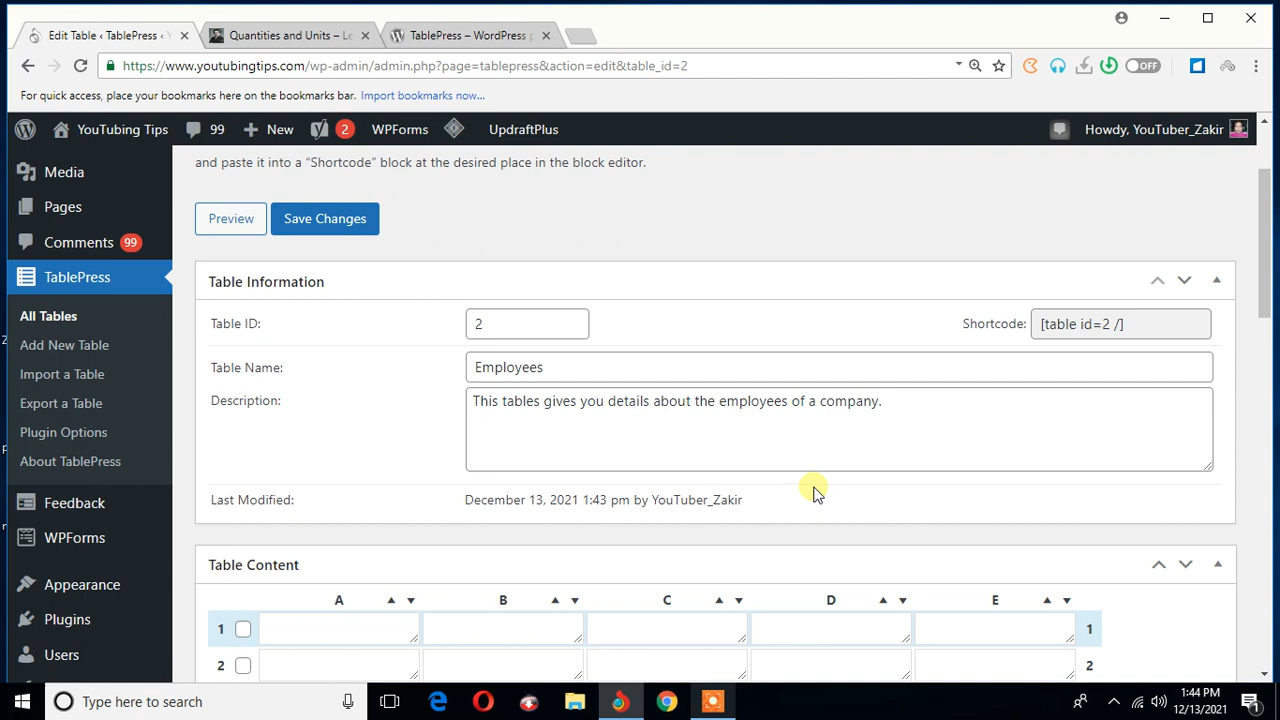 Edit Table ‹ TablePress ‹
Quantities and Units – Le
TablePress – WordPress
https://www.youtubingtips.com/wp-admin/admin.php?page=tablepress&action=edit&table_id=2
OFF
For quick access, place your bookmarks here on the bookmarks bar. Import bookmarks now...
YouTubing Tips
99
New
2
WPForms
UpdraftPlus
Howdy, YouTuber_Zakir
and paste it into a “Shortcode” block at the desired place in the block editor.
Media
Pages
Comments 99
TablePress
All Tables
Add New Table
Import a Table
Export a Table
Plugin Options
About TablePress
Feedback
WPForms
Appearance
Plugins
Users
Preview
Save Changes
Table Information
Table ID:
2
Shortcode:
[table id=2 /]
Table Name:
Employees
Description:
This tables gives you details about the employees of a company.
Last Modified:
December 13, 2021 1:43 pm by YouTuber_Zakir
Table Content
A B C D E
1 1
2 2
Type here to search
1:44 PM
12/13/2021
1